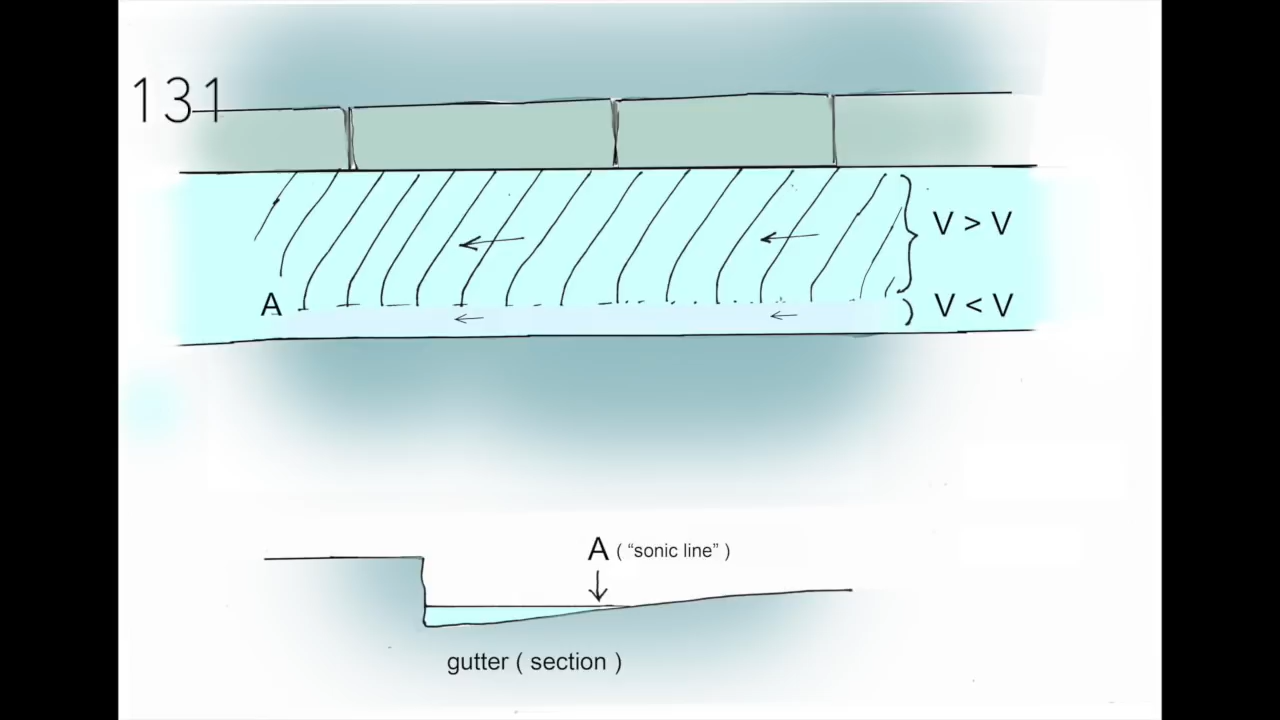 131
V > V
A
V < V
A ( “sonic line” )
gutter ( section )